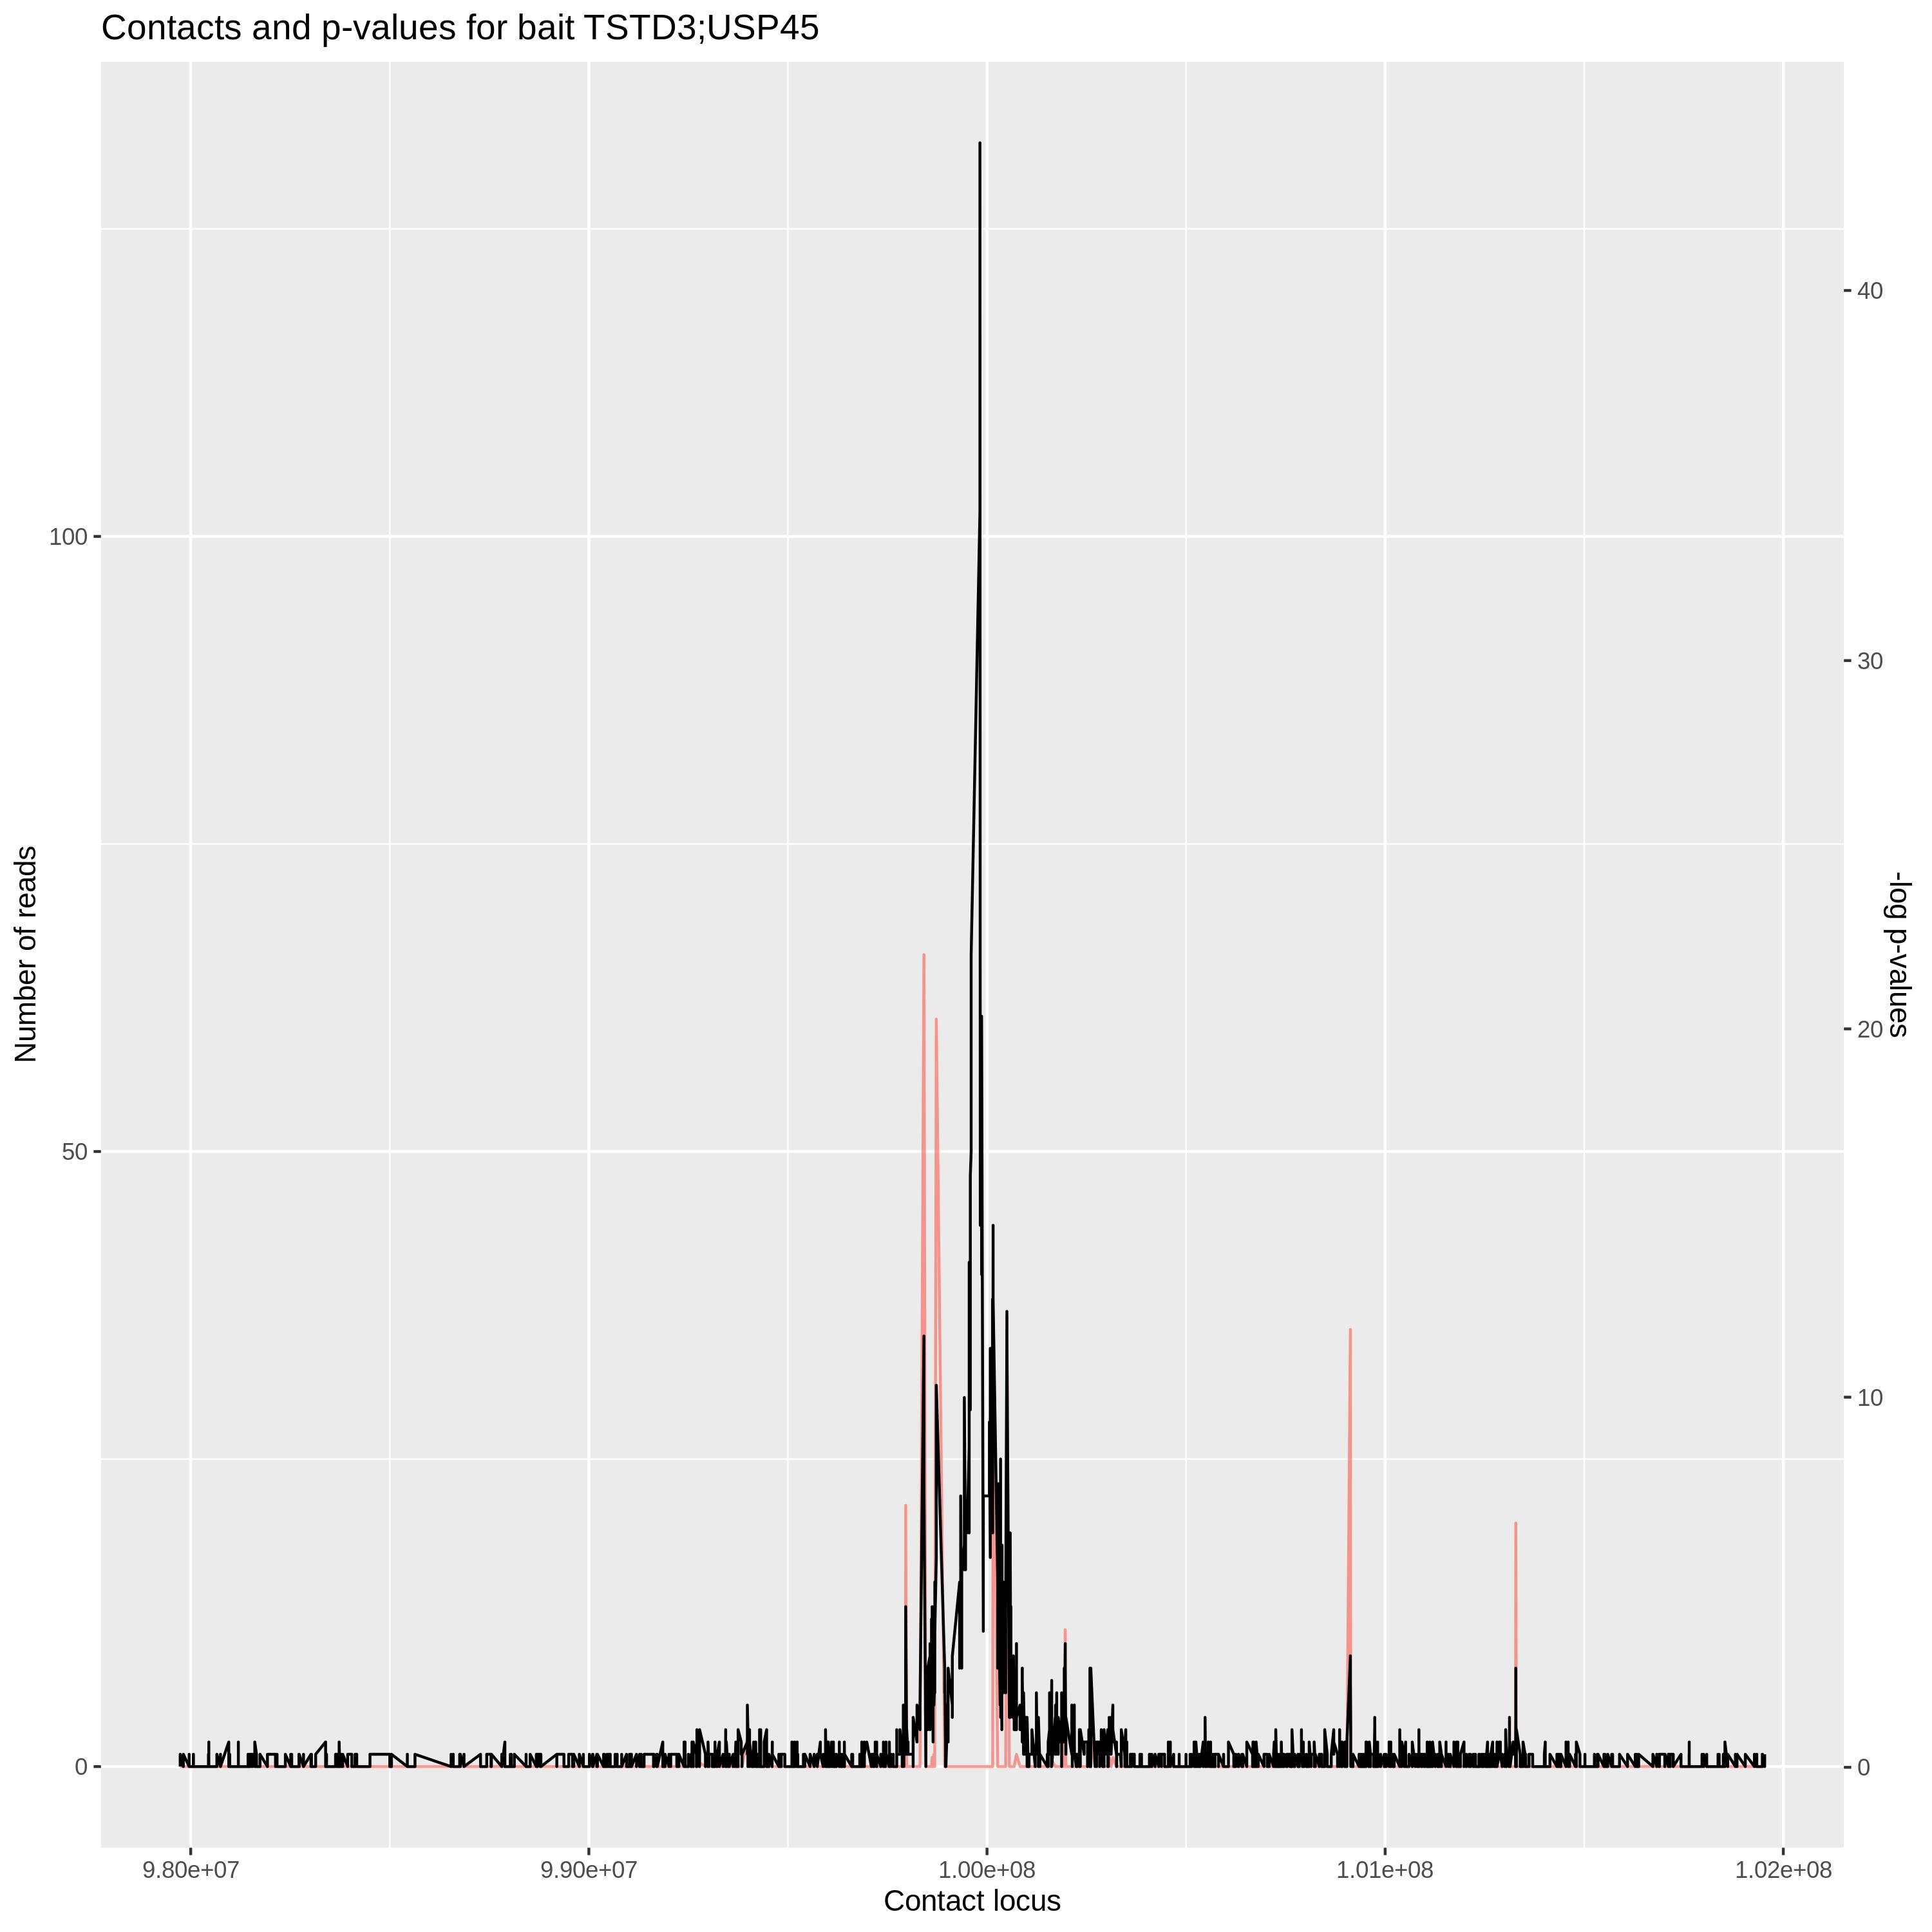 Contacts and p-values for bait TSTD3;USP45
Number of reads
100
50
0
40
30
20
10
0
-log p-values
9.80e+07 9.90e+07 1.00e+08 1.01e+08 1.02e+08
Contact locus